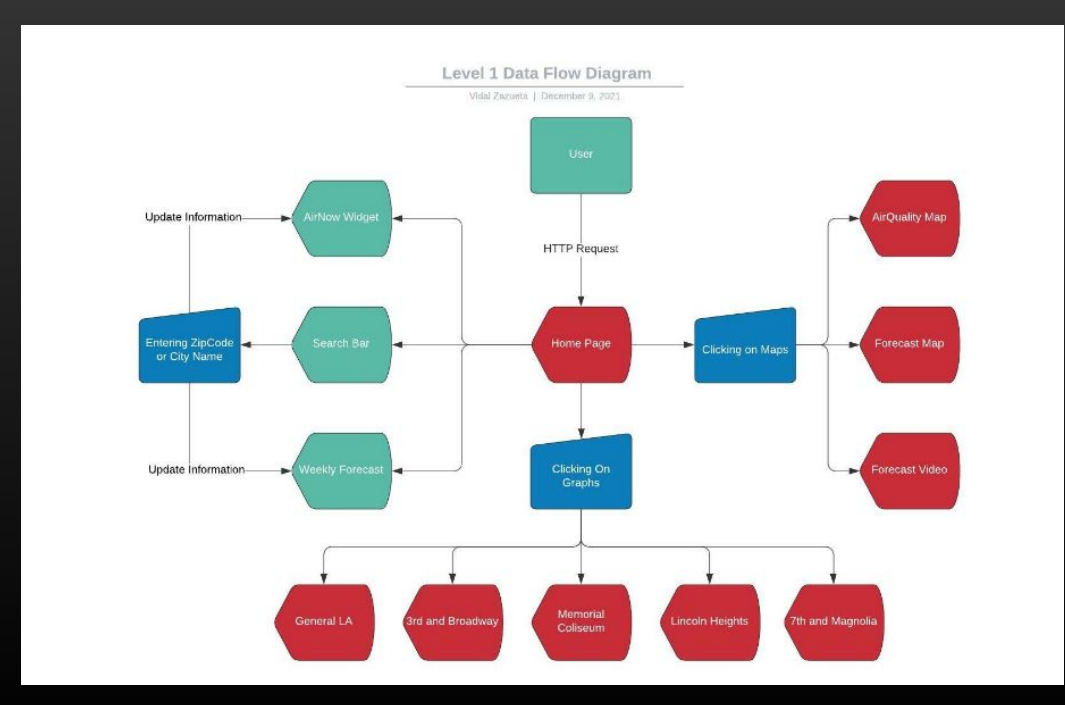 Level 1 Data Flow Diagram
Vidal Zazueta | December 9, 2021
User
Update Information
AirNow Widget
HTTP Request
AirQuality Map
Entering ZipCode
or City Name
Search Bar
Home Page
Clicking on Maps
Forecast Map
Update Information
Weekly Forecast
Clicking On
Graphs
Forecast Video
General LA
3rd and Broadway
Memorial
Coliseum
Lincoln Heights
7th and Magnolia